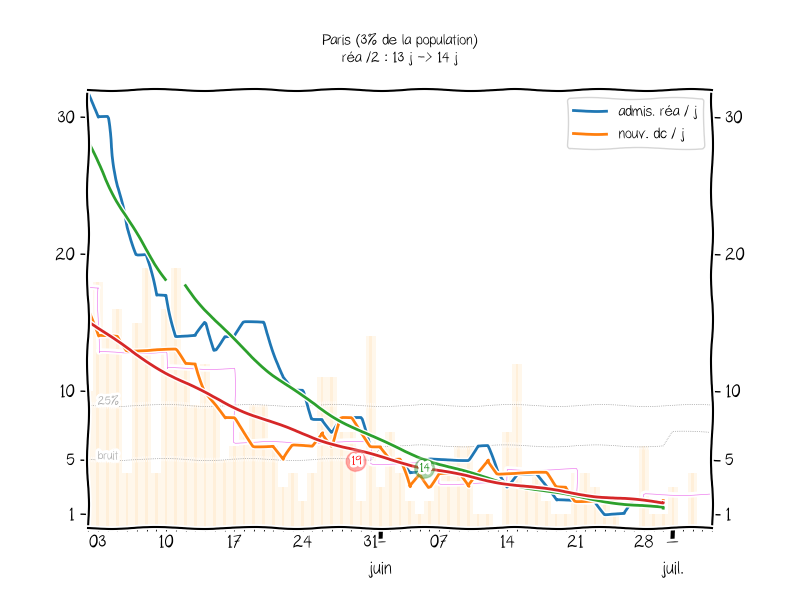 Paris (3% de la population)
réa /2 : 13 j -> 14 j
admis. réa / j
nouv. dc / j
30
30
20
20
10
10
5
5
1
1
25%
bruit
19
14
03 10 17 24 31 07 14 21 28
juin juil.